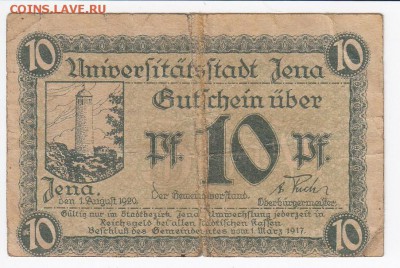 COINS.LAVE.RU
10 10
Universitätsstadt Jena
Gutschein über
Pf. 10 Pf.
Jena.
den 1. August 1920.
Der Gemeindevorstand.
Oberbürgermeister.
Gültig nur im Stadtbezirk Jena. Umwechslung jederzeit in
Reichsgeld bei allen städtischen Kassen
Beschluß des Gemeinderates vom 1. März 1917.
10 10